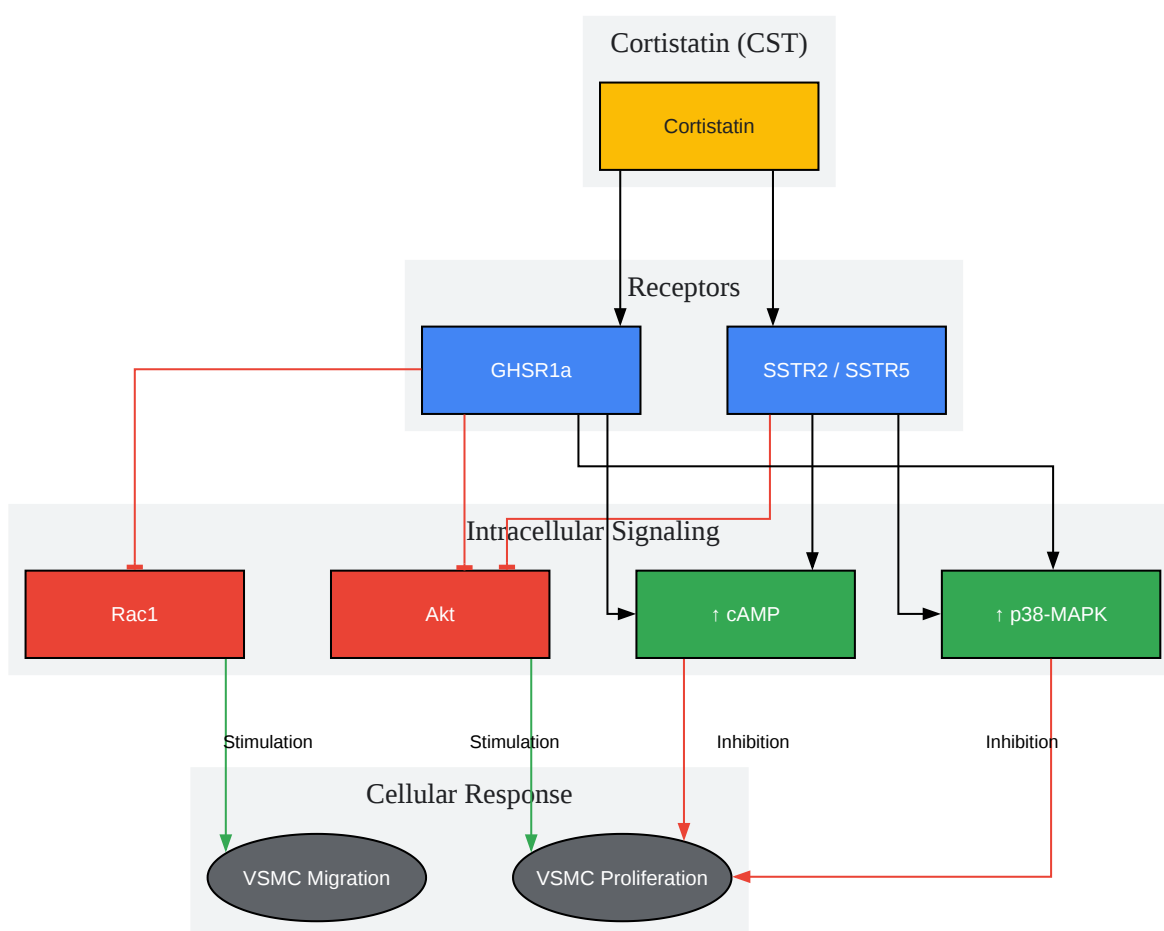 Cortistatin (CST)
Cortistatin
Receptors
GHSR1a
SSTR2 / SSTR5
Intracellular Signaling
Rac1
Akt
↑ cAMP
↑ p38-MAPK
Stimulation
Stimulation
Inhibition
Inhibition
Cellular Response
VSMC Migration
VSMC Proliferation